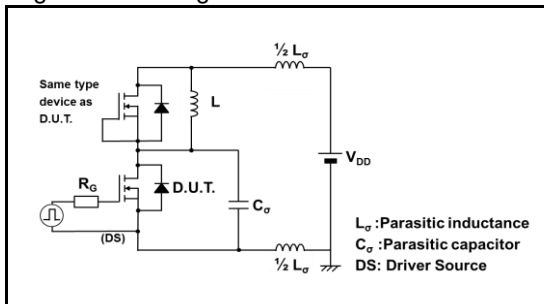 ½ Lσ
Same type
device as
D.U.T.
L
VDD
RG
D.U.T.
Cσ
(DS)
½ Lσ
Lσ :Parasitic inductance
Cσ :Parasitic capacitor
DS: Driver Source